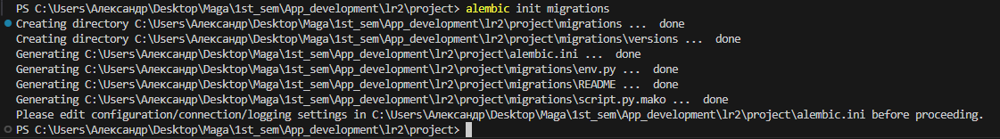 PS C:\Users\Александр\Desktop\Maga\1st_sem\App_development\lr2\project> alembic init migrations
Creating directory C:\Users\Александр\Desktop\Maga\1st_sem\App_development\lr2\project\migrations ...  done
Creating directory C:\Users\Александр\Desktop\Maga\1st_sem\App_development\lr2\project\migrations\versions ...  done
Generating C:\Users\Александр\Desktop\Maga\1st_sem\App_development\lr2\project\alembic.ini ...  done
Generating C:\Users\Александр\Desktop\Maga\1st_sem\App_development\lr2\project\migrations\env.py ...  done
Generating C:\Users\Александр\Desktop\Maga\1st_sem\App_development\lr2\project\migrations\README ...  done
Generating C:\Users\Александр\Desktop\Maga\1st_sem\App_development\lr2\project\migrations\script.py.mako ...  done
Please edit configuration/connection/logging settings in C:\Users\Александр\Desktop\Maga\1st_sem\App_development\lr2\project\alembic.ini before proceeding.
PS C:\Users\Александр\Desktop\Maga\1st_sem\App_development\lr2\project>